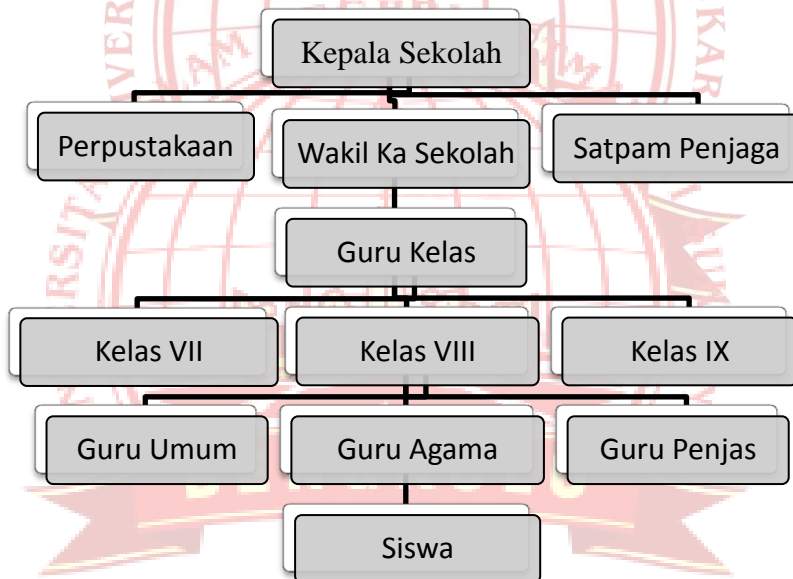 Kepala Sekolah
Perpustakaan
Wakil Ka Sekolah
Satpam Penjaga
Guru Kelas
Kelas VII
Kelas VIII
Kelas IX
Guru Umum
Guru Agama
Guru Penjas
Siswa